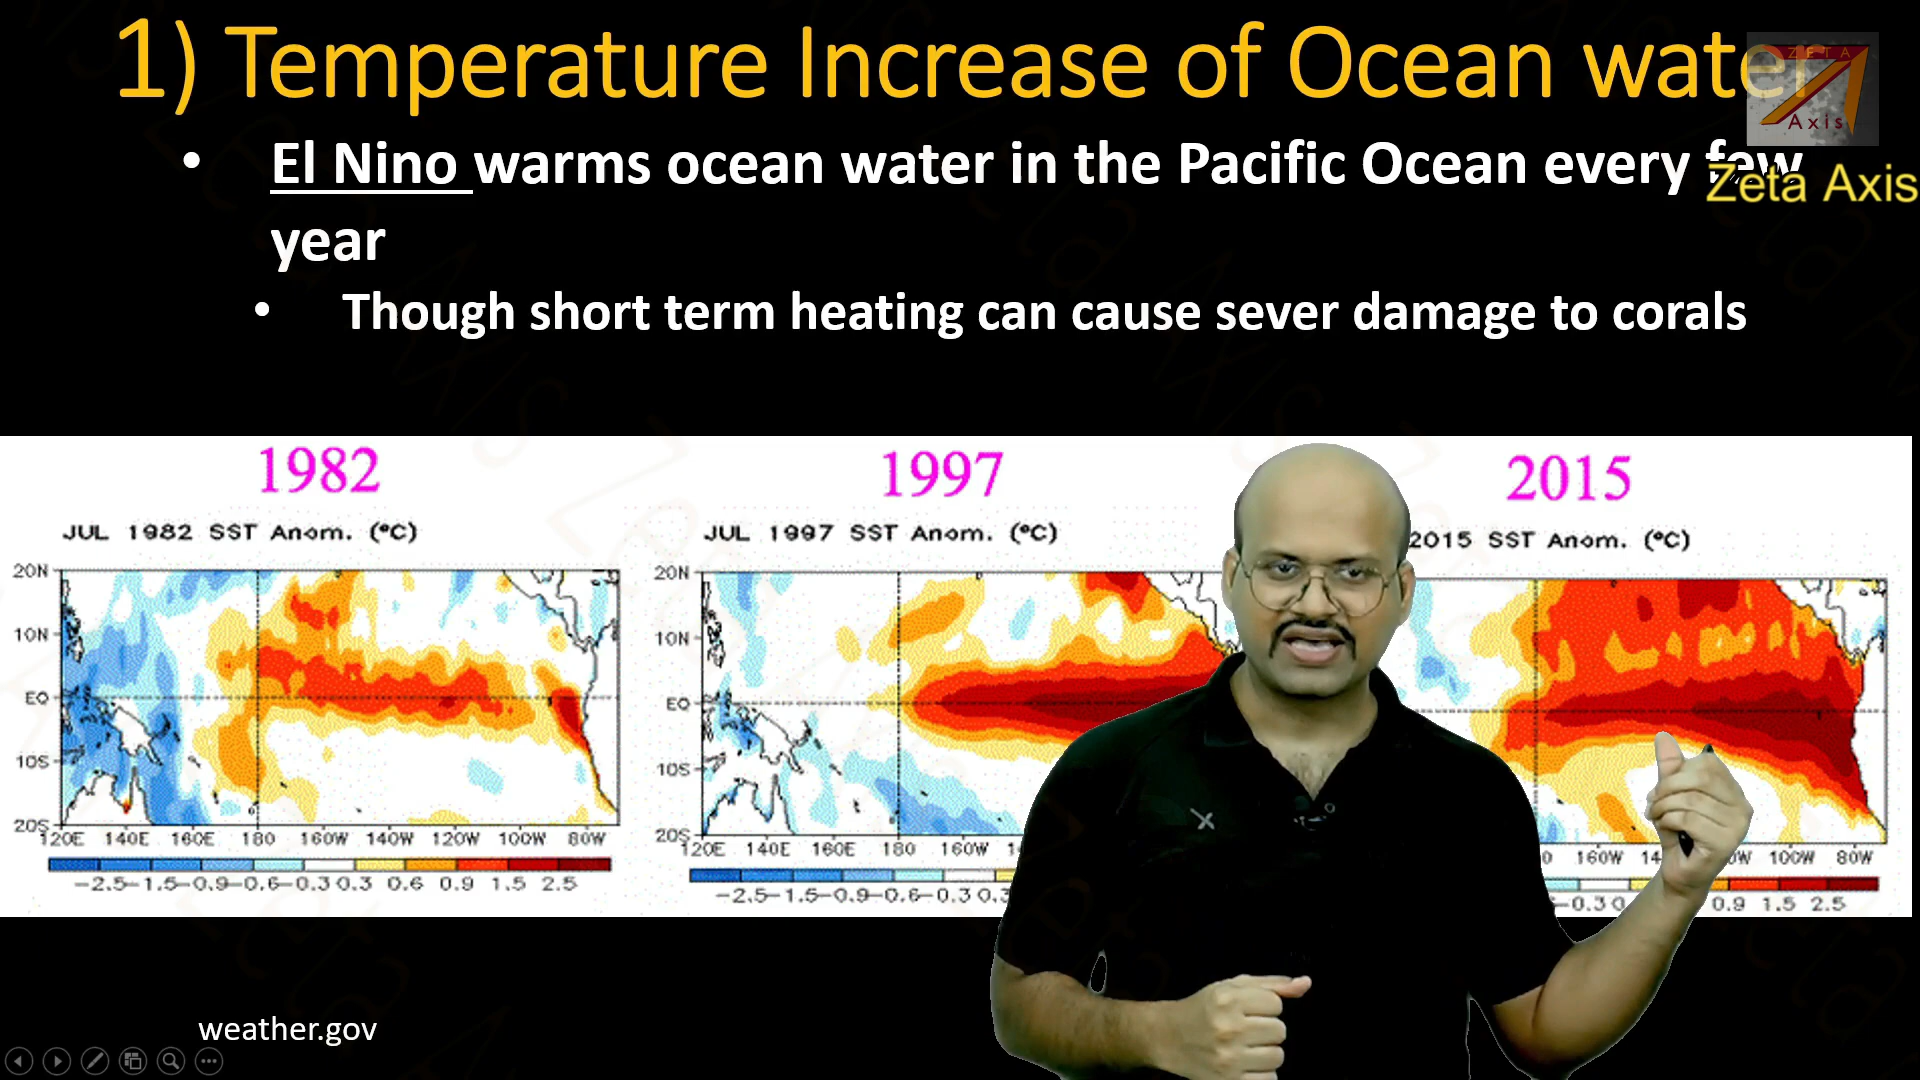 1) Temperature Increase of Ocean water
ZETA
Axis
Zeta Axis
• El Nino warms ocean water in the Pacific Ocean every few
year
• Though short term heating can cause sever damage to corals
1982
1997
2015
JUL 1982 SST Anom. (°C)
20N
10N
EQ
10S
20S
120E 140E 160E 180 160W 140W 120W 100W 80W
-2.5 -1.5 -0.9 -0.6 -0.3 0.3 0.6 0.9 1.5 2.5
JUL 1997 SST Anom. (°C)
20N
10N
EQ
10S
20S
120E 140E 160E 180 160W
-2.5 -1.5 -0.9 -0.6 -0.3
2015 SST Anom. (°C)
160W 100W 80W
-0.3 0.9 1.5 2.5
weather.gov